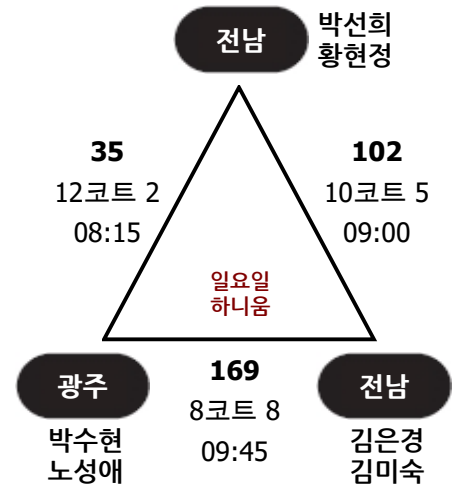 전남
박선희
황현정
35
12코트 2
08:15
102
10코트 5
09:00
일요일
하니움
광주
박수현
노성애
169
8코트 8
09:45
전남
김은경
김미숙